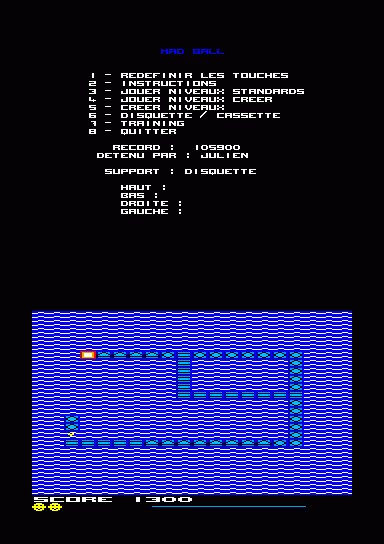 MAD BALL
1 - REDEFINIR LES TOUCHES
2 - INSTRUCTIONS
3 - JOUER NIVEAUX STANDARDS
4 - JOUER NIVEAUX CREER
5 - CREER NIVEAUX
6 - DISQUETTE / CASSETTE
7 - TRAINING
8 - QUITTER
RECORD : 105900
DETENU PAR : JULIEN
SUPPORT : DISQUETTE
HAUT :
BAS :
DROITE :
GAUCHE :
SCORE 1300